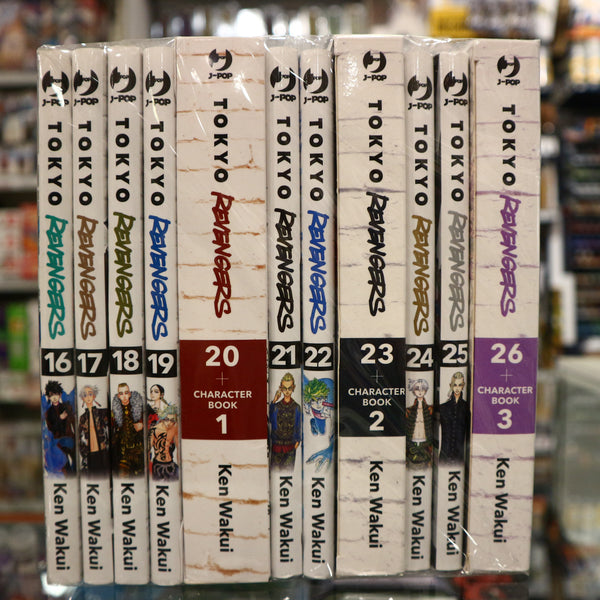 J-POP
TOKYO
REVENGERS
16
Ken Wakui
J-POP
TOKYO
REVENGERS
17
Ken Wakui
J-POP
TOKYO
REVENGERS
18
Ken Wakui
J-POP
TOKYO
REVENGERS
19
Ken Wakui
J-POP
TOKYO
REVENGERS
20
+
CHARACTER
BOOK
1
Ken Wakui
J-POP
TOKYO
REVENGERS
21
Ken Wakui
J-POP
TOKYO
REVENGERS
22
Ken Wakui
J-POP
TOKYO
REVENGERS
23
+
CHARACTER
BOOK
2
Ken Wakui
J-POP
TOKYO
REVENGERS
24
Ken Wakui
J-POP
TOKYO
REVENGERS
25
Ken Wakui
J-POP
TOKYO
REVENGERS
26
+
CHARACTER
BOOK
3
Ken Wakui